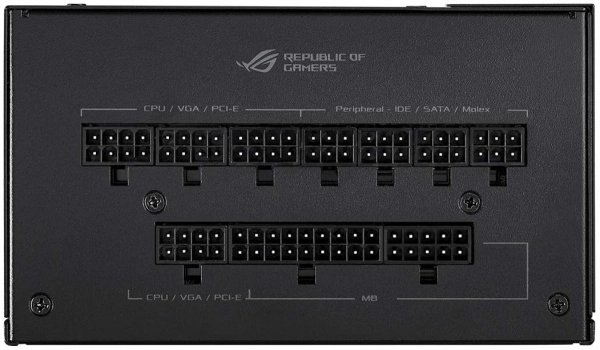 REPUBLIC OF
GAMERS
CPU / VGA / PCI-E
Peripheral - IDE / SATA / Molex
CPU / VGA / PCI-E
MB